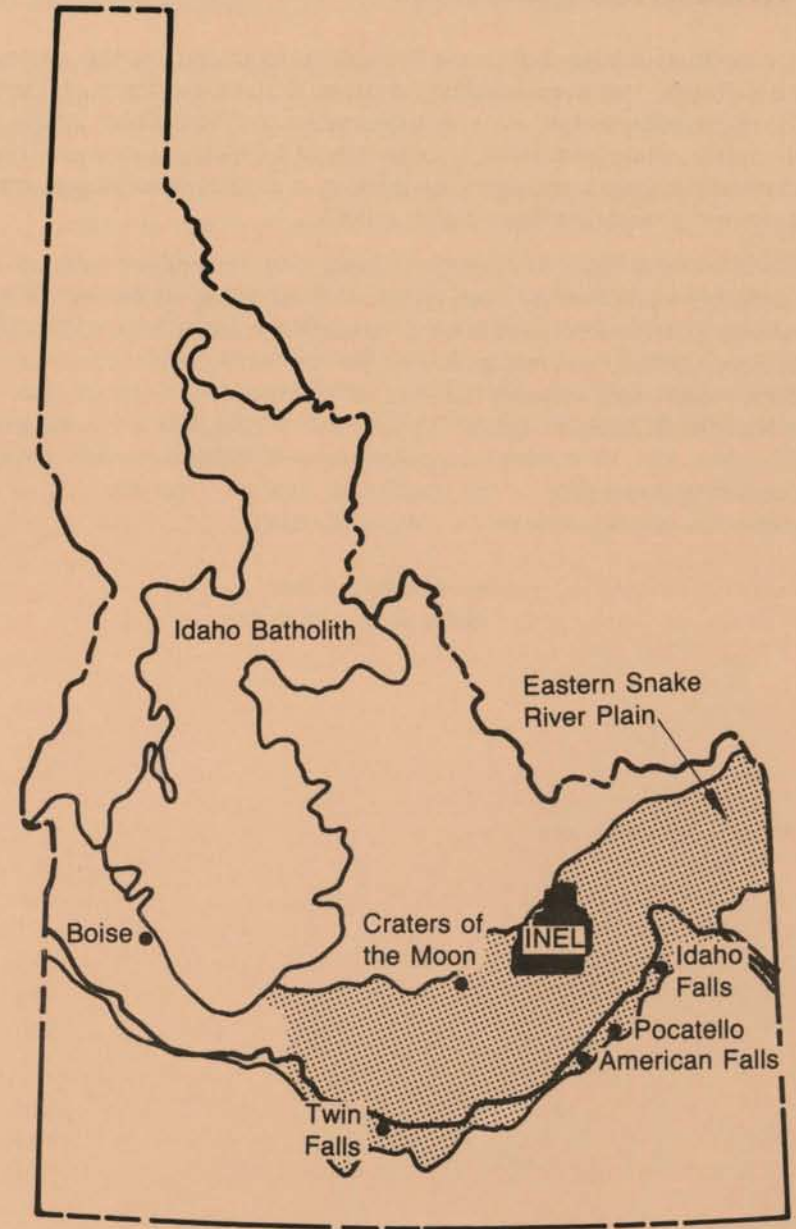 Idaho Batholith
Eastern Snake
River Plain
Boise
Craters of
the Moon
INEL
Idaho
Falls
Pocatello
American Falls
Twin
Falls